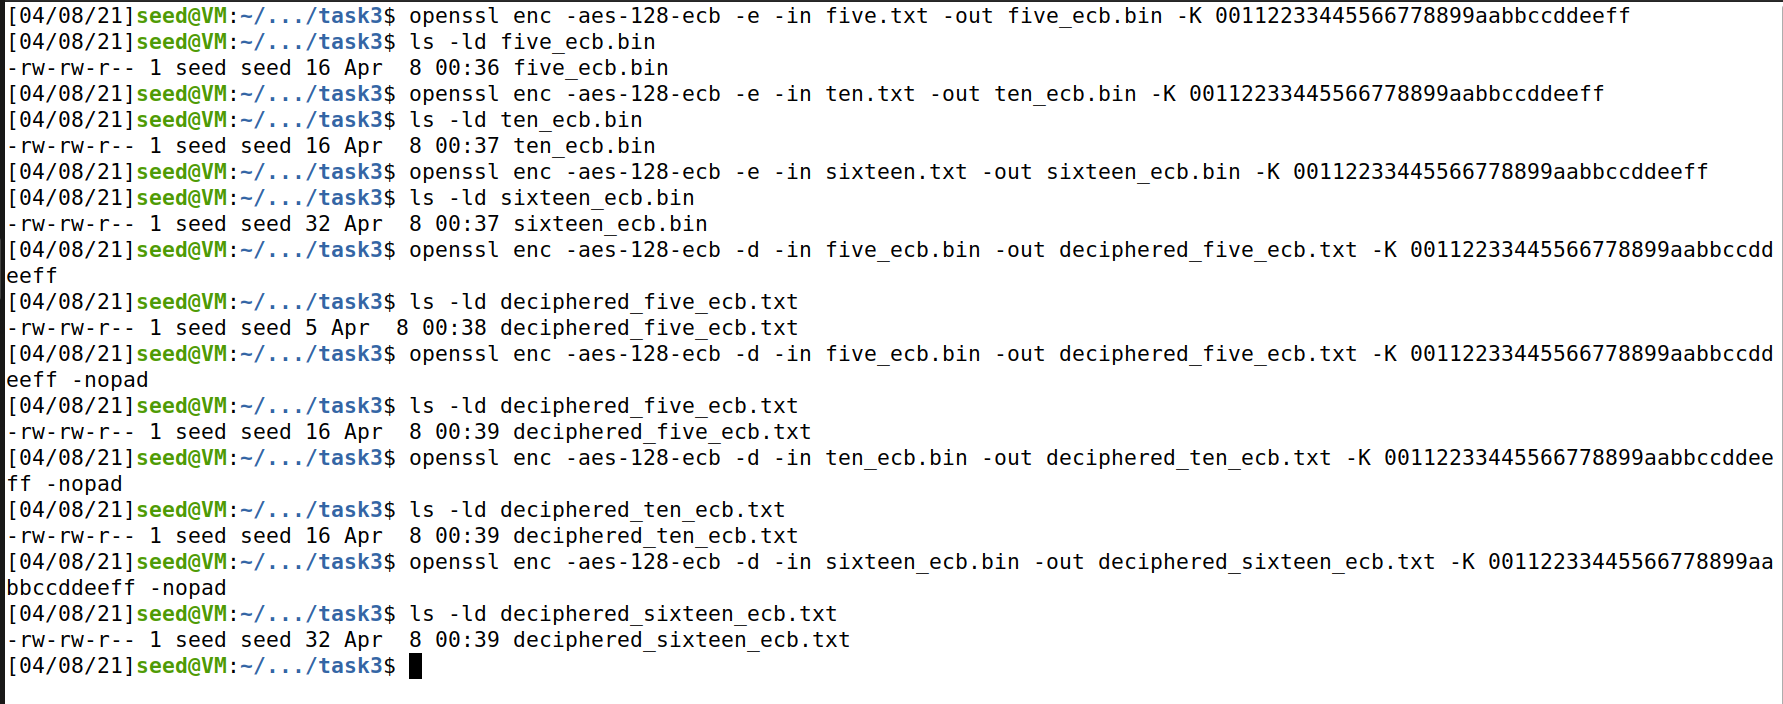 [04/08/21]seed@VM:~/.../task3$ openssl enc -aes-128-ecb -e -in five.txt -out five_ecb.bin -K 00112233445566778899aabbccddeeff
[04/08/21]seed@VM:~/.../task3$ ls -ld five_ecb.bin
-rw-rw-r-- 1 seed seed 16 Apr  8 00:36 five_ecb.bin
[04/08/21]seed@VM:~/.../task3$ openssl enc -aes-128-ecb -e -in ten.txt -out ten_ecb.bin -K 00112233445566778899aabbccddeeff
[04/08/21]seed@VM:~/.../task3$ ls -ld ten_ecb.bin
-rw-rw-r-- 1 seed seed 16 Apr  8 00:37 ten_ecb.bin
[04/08/21]seed@VM:~/.../task3$ openssl enc -aes-128-ecb -e -in sixteen.txt -out sixteen_ecb.bin -K 00112233445566778899aabbccddeeff
[04/08/21]seed@VM:~/.../task3$ ls -ld sixteen_ecb.bin
-rw-rw-r-- 1 seed seed 32 Apr  8 00:37 sixteen_ecb.bin
[04/08/21]seed@VM:~/.../task3$ openssl enc -aes-128-ecb -d -in five_ecb.bin -out deciphered_five_ecb.txt -K 00112233445566778899aabbccdd
eeff
[04/08/21]seed@VM:~/.../task3$ ls -ld deciphered_five_ecb.txt
-rw-rw-r-- 1 seed seed 5 Apr  8 00:38 deciphered_five_ecb.txt
[04/08/21]seed@VM:~/.../task3$ openssl enc -aes-128-ecb -d -in five_ecb.bin -out deciphered_five_ecb.txt -K 00112233445566778899aabbccdd
eeff -nopad
[04/08/21]seed@VM:~/.../task3$ ls -ld deciphered_five_ecb.txt
-rw-rw-r-- 1 seed seed 16 Apr  8 00:39 deciphered_five_ecb.txt
[04/08/21]seed@VM:~/.../task3$ openssl enc -aes-128-ecb -d -in ten_ecb.bin -out deciphered_ten_ecb.txt -K 00112233445566778899aabbccddee
ff -nopad
[04/08/21]seed@VM:~/.../task3$ ls -ld deciphered_ten_ecb.txt
-rw-rw-r-- 1 seed seed 16 Apr  8 00:39 deciphered_ten_ecb.txt
[04/08/21]seed@VM:~/.../task3$ openssl enc -aes-128-ecb -d -in sixteen_ecb.bin -out deciphered_sixteen_ecb.txt -K 00112233445566778899aa
bbccddeeff -nopad
[04/08/21]seed@VM:~/.../task3$ ls -ld deciphered_sixteen_ecb.txt
-rw-rw-r-- 1 seed seed 32 Apr  8 00:39 deciphered_sixteen_ecb.txt
[04/08/21]seed@VM:~/.../task3$